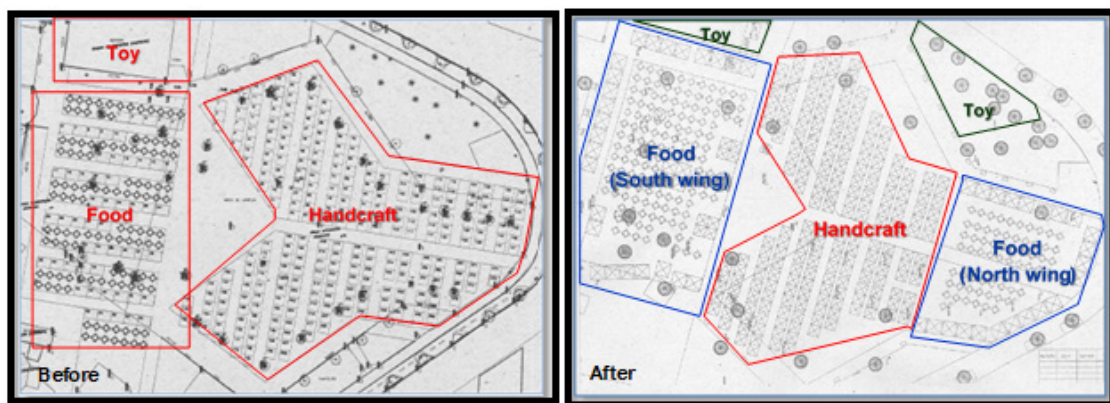 Toy
Food
Handcraft
Before
Toy
Toy
Food
(South wing)
Handcraft
Food
(North wing)
After